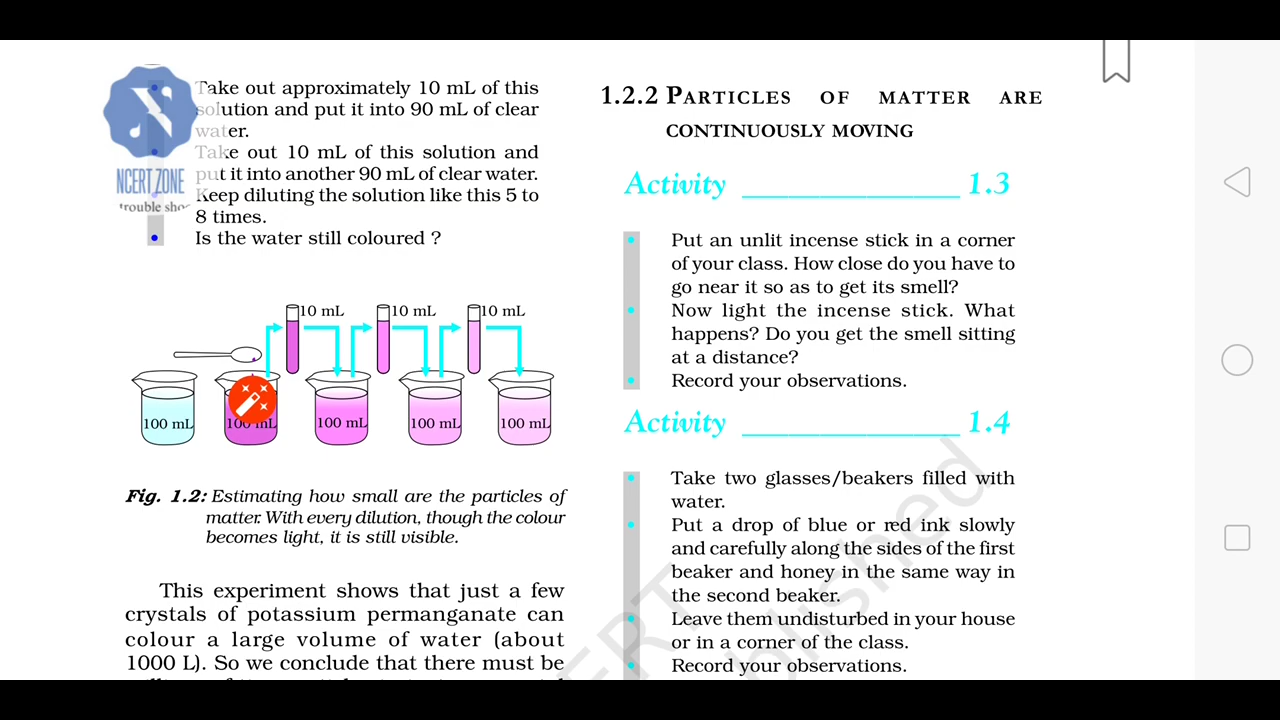 Take out approximately 10 mL of this
solution and put it into 90 mL of clear
water.
Take out 10 mL of this solution and
put it into another 90 mL of clear water.
Keep diluting the solution like this 5 to
8 times.
Is the water still coloured ?
NCERT ZONE
trouble shoo
10 mL
10 mL
10 mL
100 mL
100 mL
100 mL
100 mL
100 mL
Fig. 1.2: Estimating how small are the particles of
matter. With every dilution, though the colour
becomes light, it is still visible.
This experiment shows that just a few
crystals of potassium permanganate can
colour a large volume of water (about
1000 L). So we conclude that there must be
1.2.2 PARTICLES OF MATTER ARE
CONTINUOUSLY MOVING
Activity ______________ 1.3
Put an unlit incense stick in a corner
of your class. How close do you have to
go near it so as to get its smell?
Now light the incense stick. What
happens? Do you get the smell sitting
at a distance?
Record your observations.
Activity ______________ 1.4
Take two glasses/beakers filled with
water.
Put a drop of blue or red ink slowly
and carefully along the sides of the first
beaker and honey in the same way in
the second beaker.
Leave them undisturbed in your house
or in a corner of the class.
Record your observations.